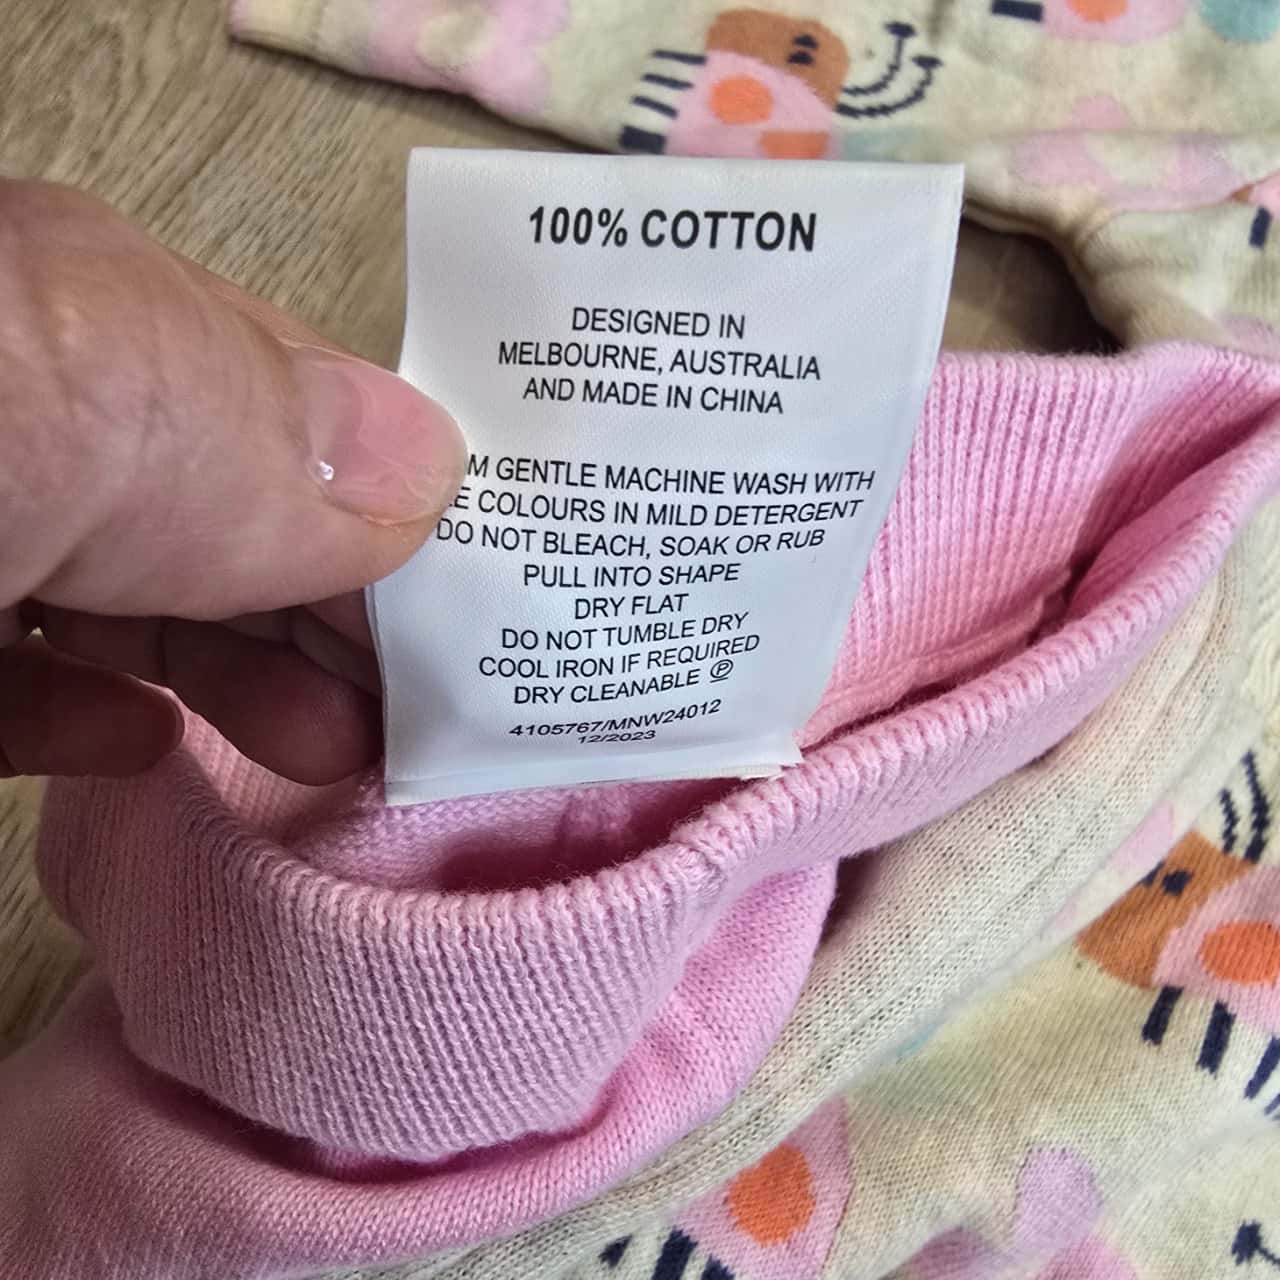 100% COTTON
DESIGNED IN
MELBOURNE, AUSTRALIA
AND MADE IN CHINA
GENTLE MACHINE WASH WITH
COLOURS IN MILD DETERGENT
DO NOT BLEACH, SOAK OR RUB
PULL INTO SHAPE
DRY FLAT
DO NOT TUMBLE DRY
COOL IRON IF REQUIRED
DRY CLEANABLE Ⓟ
4105767/MNW24012
12/2023